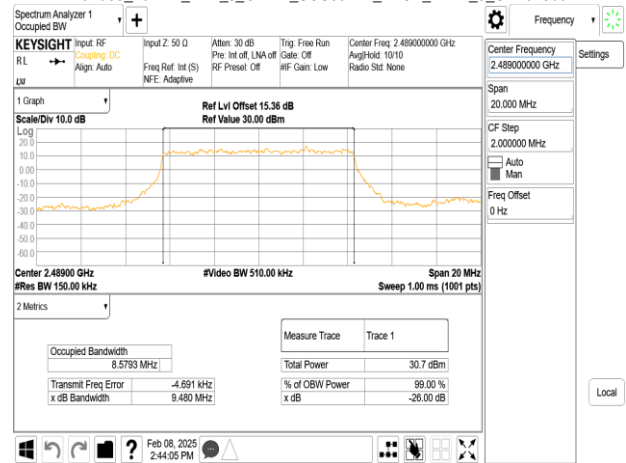 Spectrum Analyzer 1
Occupied BW
Frequency
KEYSIGHT
Input: RF
Input Z: 50 Ω
Atten: 30 dB
Trig: Free Run
Center Freq: 2.489000000 GHz
RL
Coupling: DC
Pre: Int off, LNA off
Gate: Off
Avg|Hold: 10/10
Align: Auto
Freq Ref: Int (S)
RF Presel: Off
#IF Gain: Low
Radio Std: None
NFE: Adaptive
Center Frequency
2.489000000 GHz
Settings
Span
20.000 MHz
CF Step
2.000000 MHz
Auto
Man
Freq Offset
0 Hz
1 Graph
Ref Lvl Offset 15.36 dB
Scale/Div 10.0 dB
Ref Value 30.00 dBm
Log
20.0
10.0
0.00
-10.0
-20.0
-30.0
-40.0
-50.0
-60.0
Center 2.48900 GHz
#Video BW 510.00 kHz
Span 20 MHz
#Res BW 150.00 kHz
Sweep 1.00 ms (1001 pts)
2 Metrics
Measure Trace
Trace 1
Occupied Bandwidth
8.5793 MHz
Total Power
30.7 dBm
Transmit Freq Error
-4.691 kHz
% of OBW Power
99.00 %
x dB Bandwidth
9.480 MHz
x dB
-26.00 dB
Local
Feb 08, 2025
2:44:05 PM